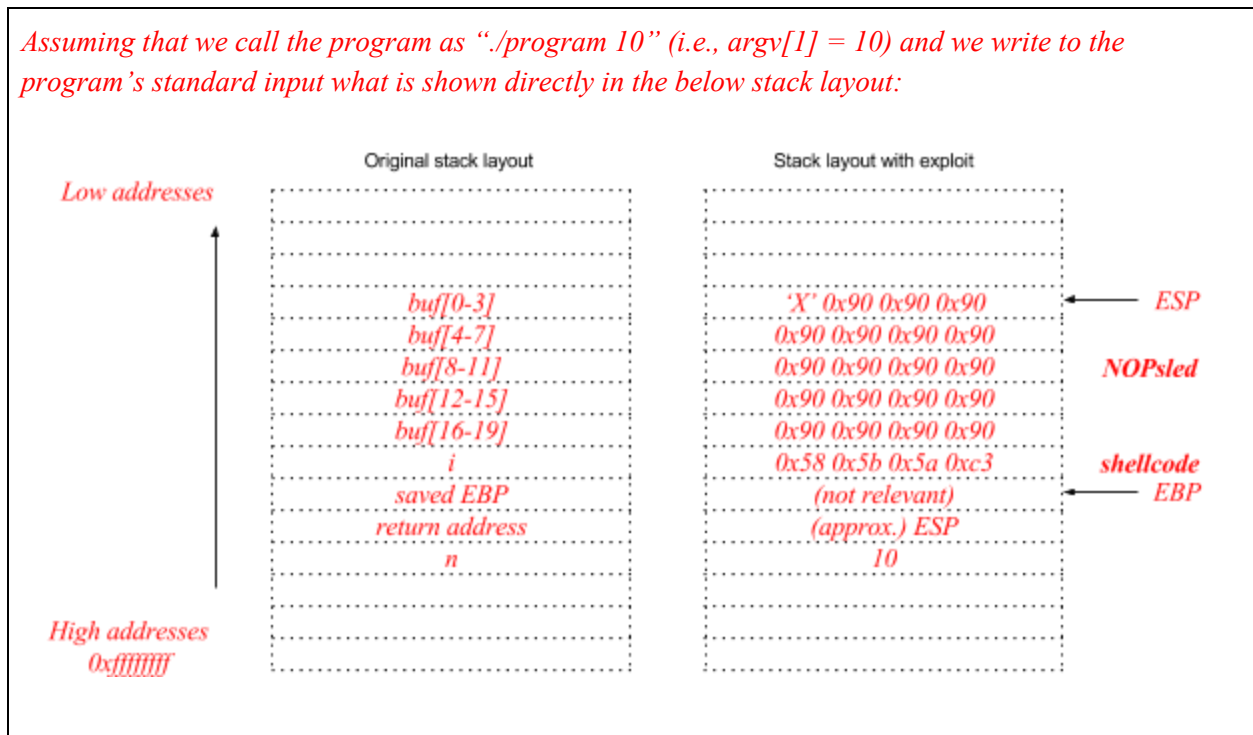 Assuming that we call the program as “./program 10” (i.e., argv[1] = 10) and we write to the
program’s standard input what is shown directly in the below stack layout:
Original stack layout
Stack layout with exploit
Low addresses
buf[0-3]
‘X’ 0x90 0x90 0x90
ESP
buf[4-7]
0x90 0x90 0x90 0x90
buf[8-11]
0x90 0x90 0x90 0x90
NOPsled
buf[12-15]
0x90 0x90 0x90 0x90
buf[16-19]
0x90 0x90 0x90 0x90
i
0x58 0x5b 0x5a 0xc3
shellcode
saved EBP
(not relevant)
EBP
return address
(approx.) ESP
n
10
High addresses
0xffffffff